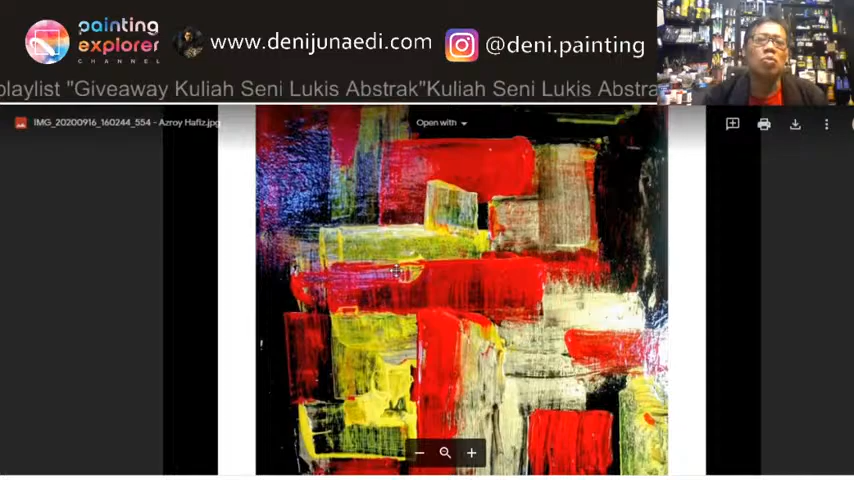 painting
explorer
CHANNEL
www.denijunaedi.com
@deni.painting
playlist "Giveaway Kuliah Seni Lukis Abstrak"Kuliah Seni Lukis Abstra
IMG_20200916_160244_554 - Azroy Hafiz.jpg
Open with